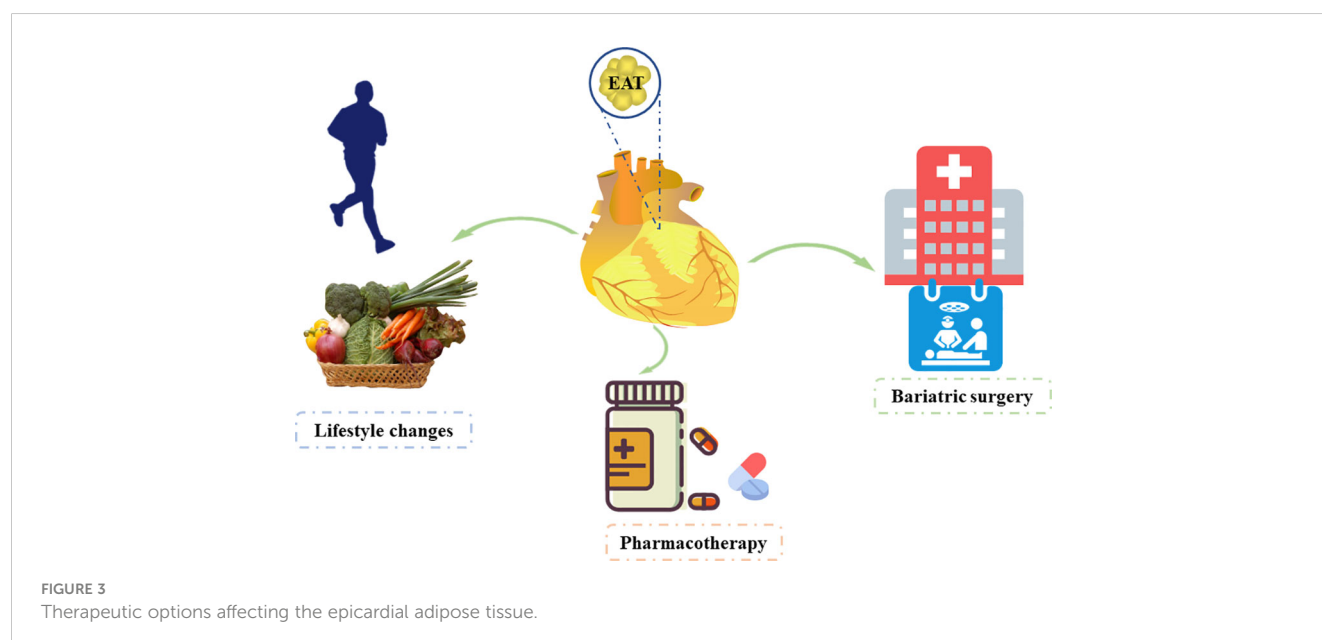 EAT
Lifestyle changes
Pharmacotherapy
Bariatric surgery
FIGURE 3
Therapeutic options affecting the epicardial adipose tissue.